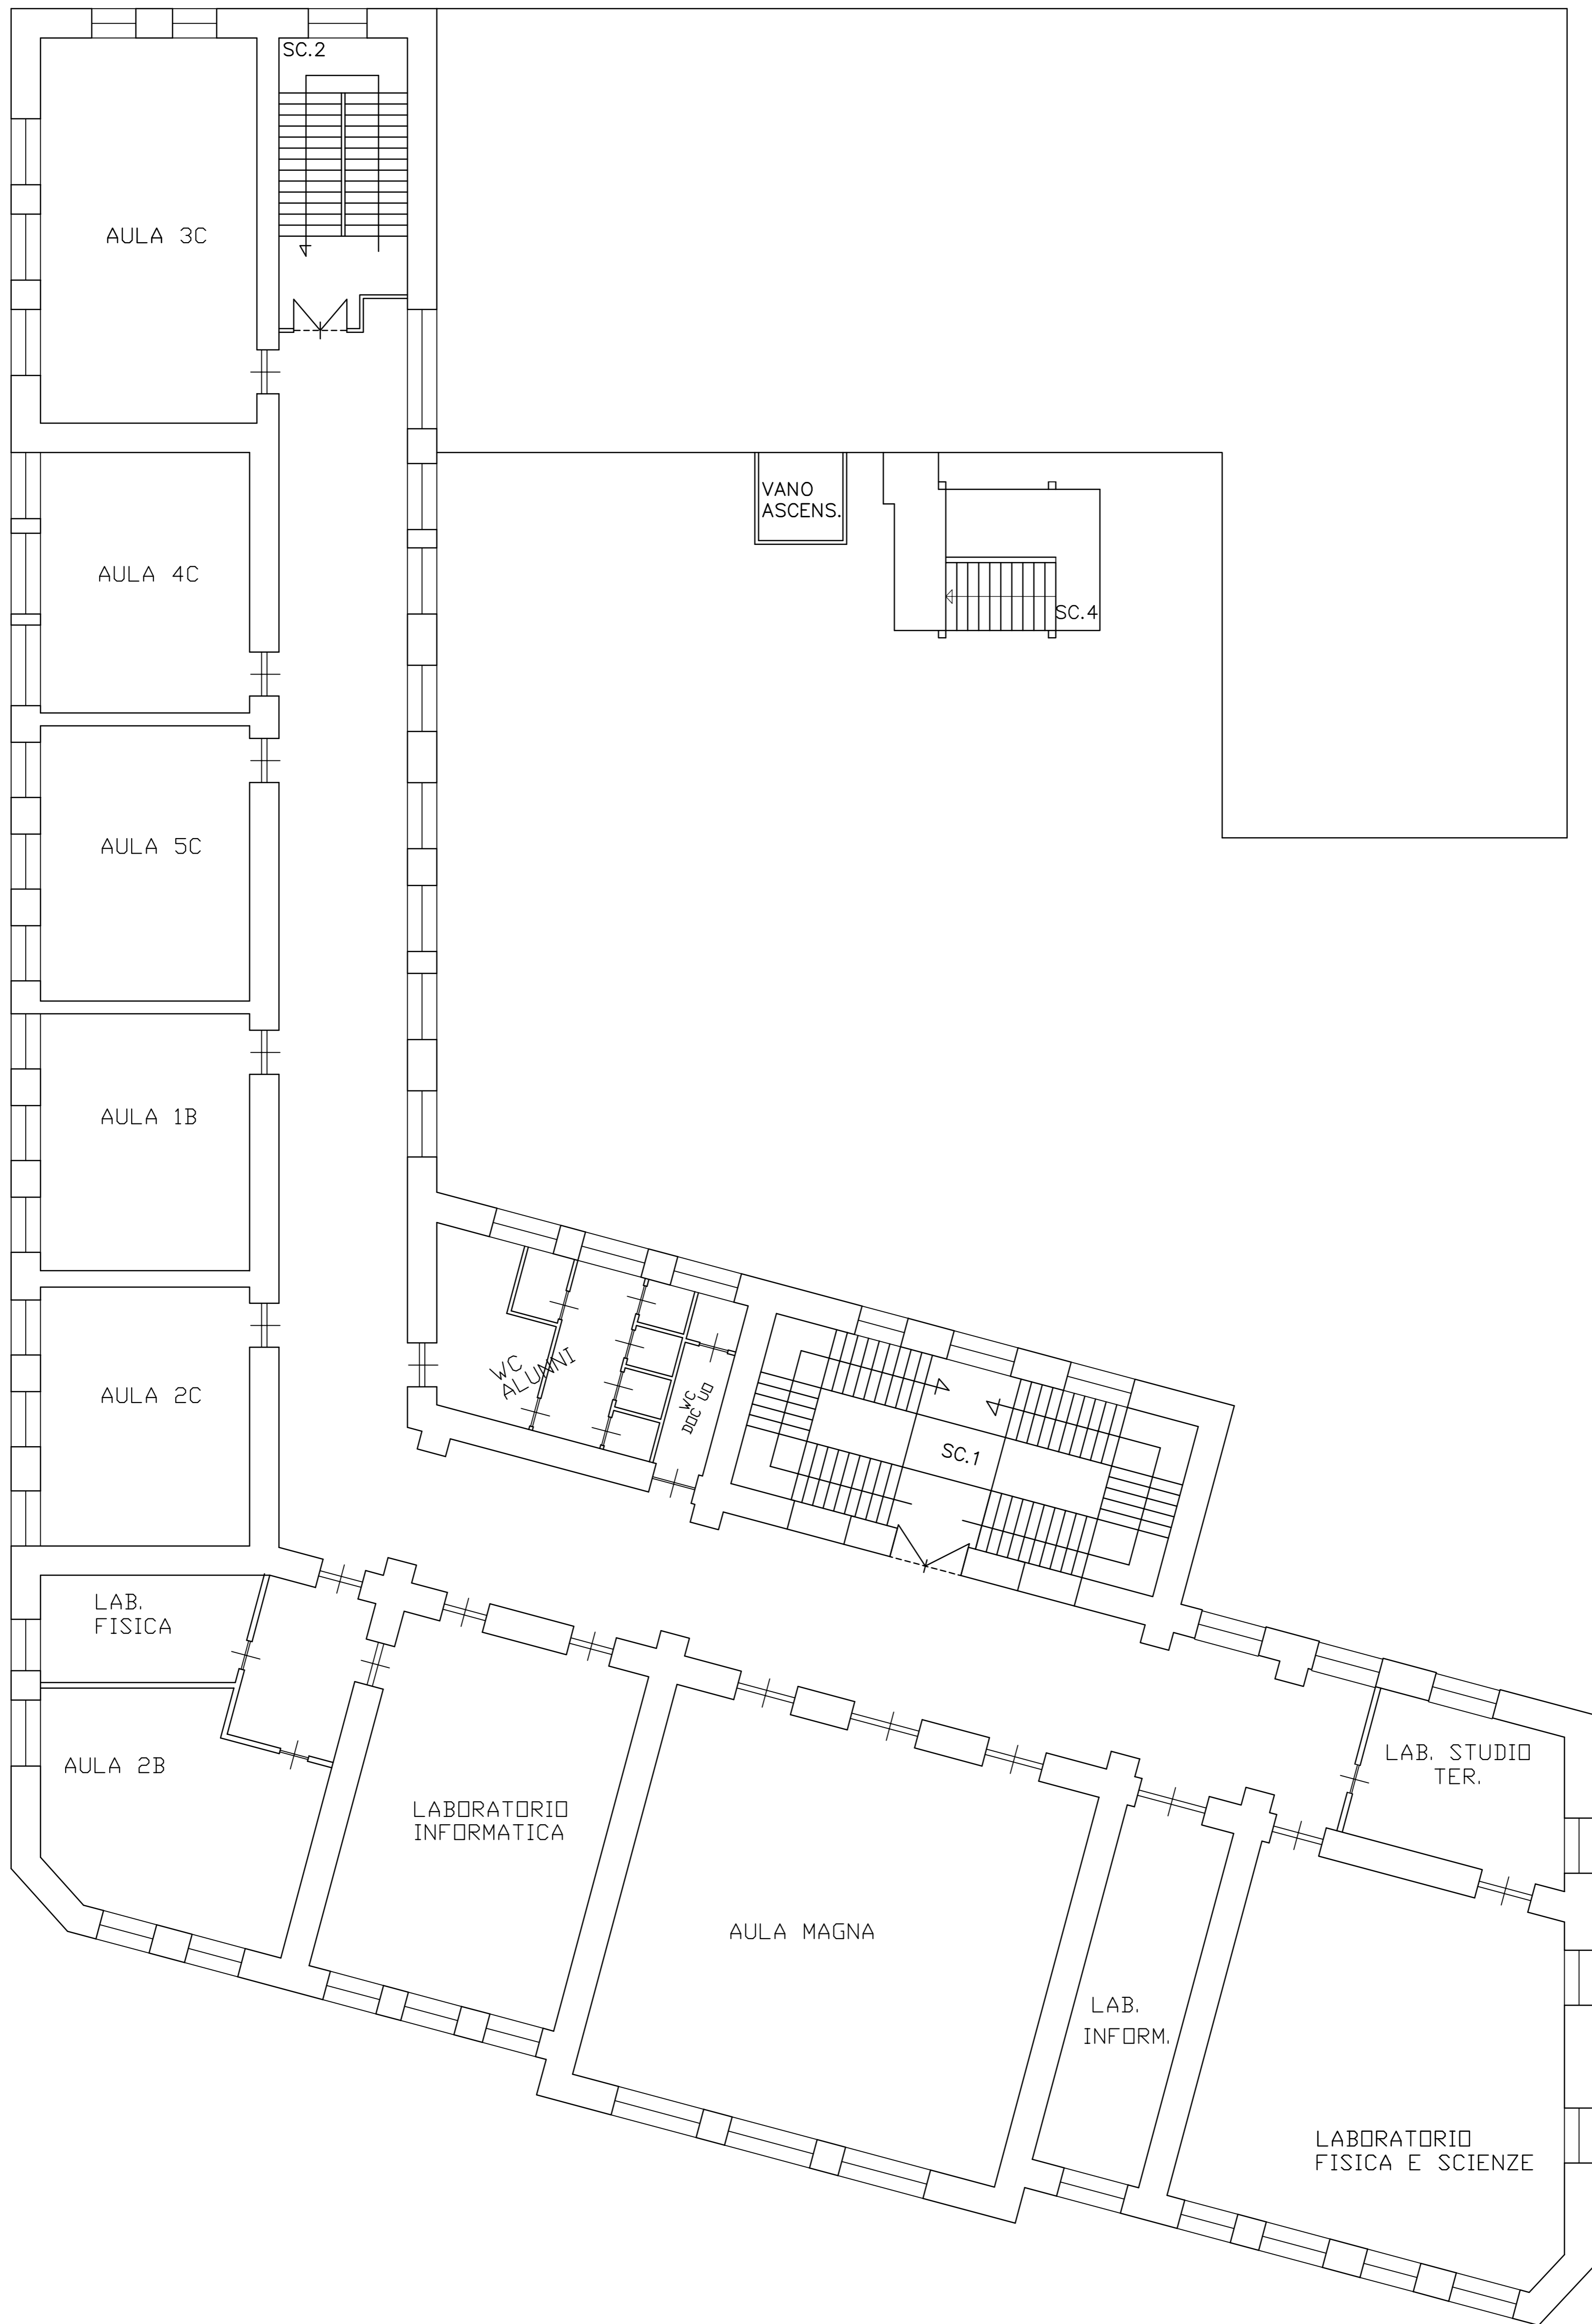 SC.2
AULA 3C
VANO
ASCENS.
AULA 4C
SC.4
AULA 5C
AULA 1B
WC
ALUNNI
WC
DOC UO
AULA 2C
SC.1
LAB.
FISICA
AULA 2B
LAB. STUDIO
TER.
LABORATORIO
INFORMATICA
AULA MAGNA
LAB.
INFORM.
LABORATORIO
FISICA E SCIENZE